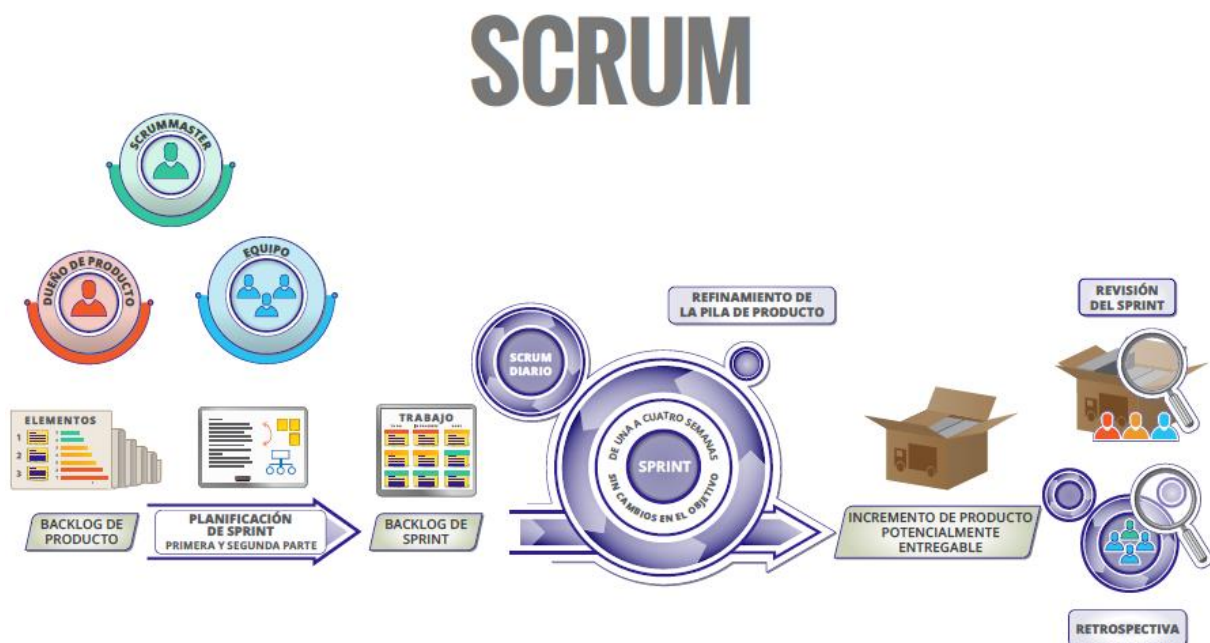 SCRUM
SCRUMMASTER
DUEÑO DE PRODUCTO
EQUIPO
REFINAMIENTO DE
LA PILA DE PRODUCTO
REVISIÓN
DEL SPRINT
SCRUM
DIARIO
ELEMENTOS
1
2
3
TRABAJO
DE UNA A CUATRO SEMANAS
SPRINT
SIN CAMBIOS EN EL OBJETIVO
BACKLOG DE
PRODUCTO
PLANIFICACIÓN
DE SPRINT
PRIMERA Y SEGUNDA PARTE
BACKLOG DE
SPRINT
INCREMENTO DE PRODUCTO
POTENCIALMENTE
ENTREGABLE
RETROSPECTIVA